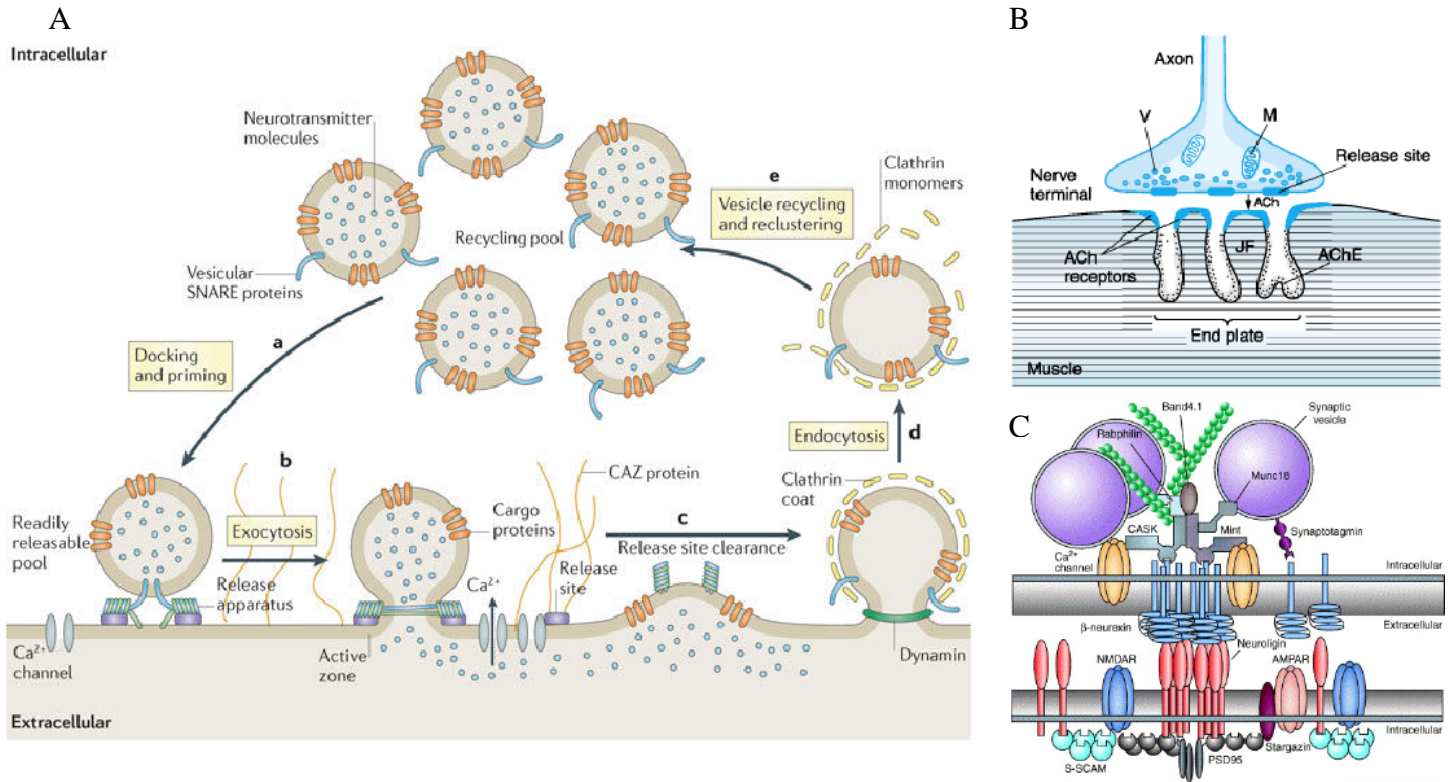 A
Intracellular
Neurotransmitter
molecules
Vesicular
SNARE proteins
Recycling pool
e
Vesicle recycling
and reclustering
Clathrin
monomers
a
Docking
and priming
Endocytosis
d
b
Exocytosis
CAZ protein
Clathrin
coat
Readily
releasable
pool
Cargo
proteins
c
Release site clearance
Release
apparatus
Ca2+
Release
site
Ca2+
channel
Active
zone
Dynamin
Extracellular
B
Axon
V
M
Release site
Nerve
terminal
ACh
ACh
receptors
JF
AChE
End plate
Muscle
C
Band4.1
Synaptic
vesicle
Rabphilin
Munc18
CASK
Mint
Synaptotagmin
Ca2+
channel
Intracellular
Extracellular
β-neurexin
Neuroligin
NMDAR
AMPAR
Intracellular
Stargazin
S-SCAM
PSD95